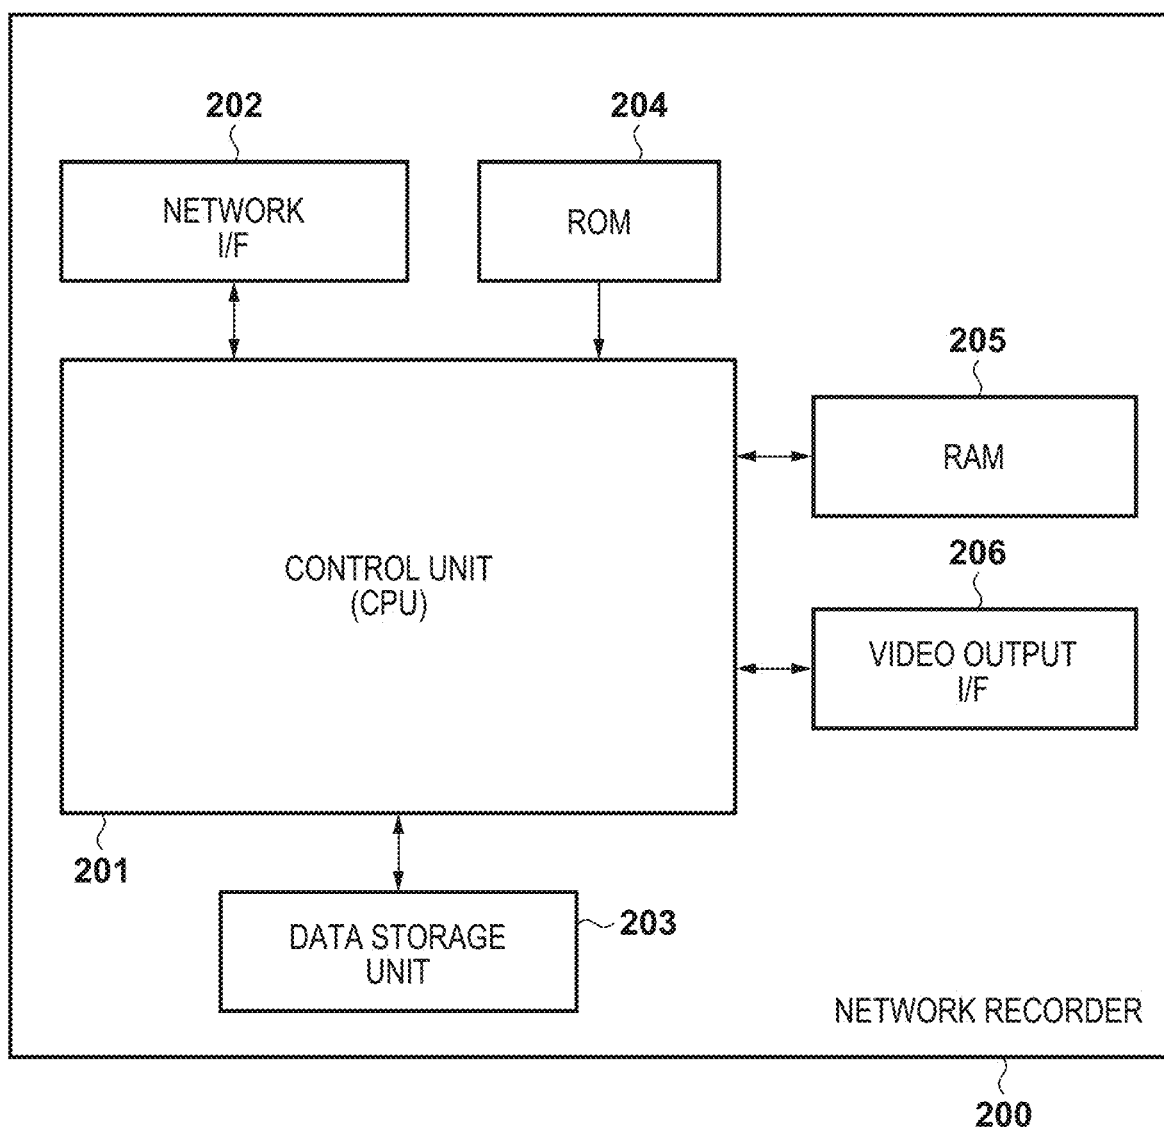 202
204
NETWORK
I/F
ROM
205
RAM
CONTROL UNIT
(CPU)
206
VIDEO OUTPUT
I/F
201
DATA STORAGE
UNIT
203
NETWORK RECORDER
200